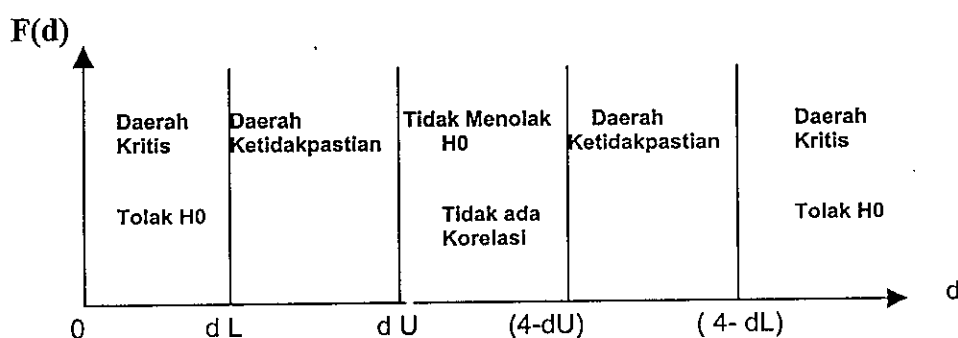 F(d)
Daerah
Kritis
Tolak H0
Daerah
Ketidakpastian
Tidak Menolak
H0
Tidak ada
Korelasi
Daerah
Ketidakpastian
Daerah
Kritis
Tolak H0
d
0
d L
d U
(4-dU)
( 4- dL)